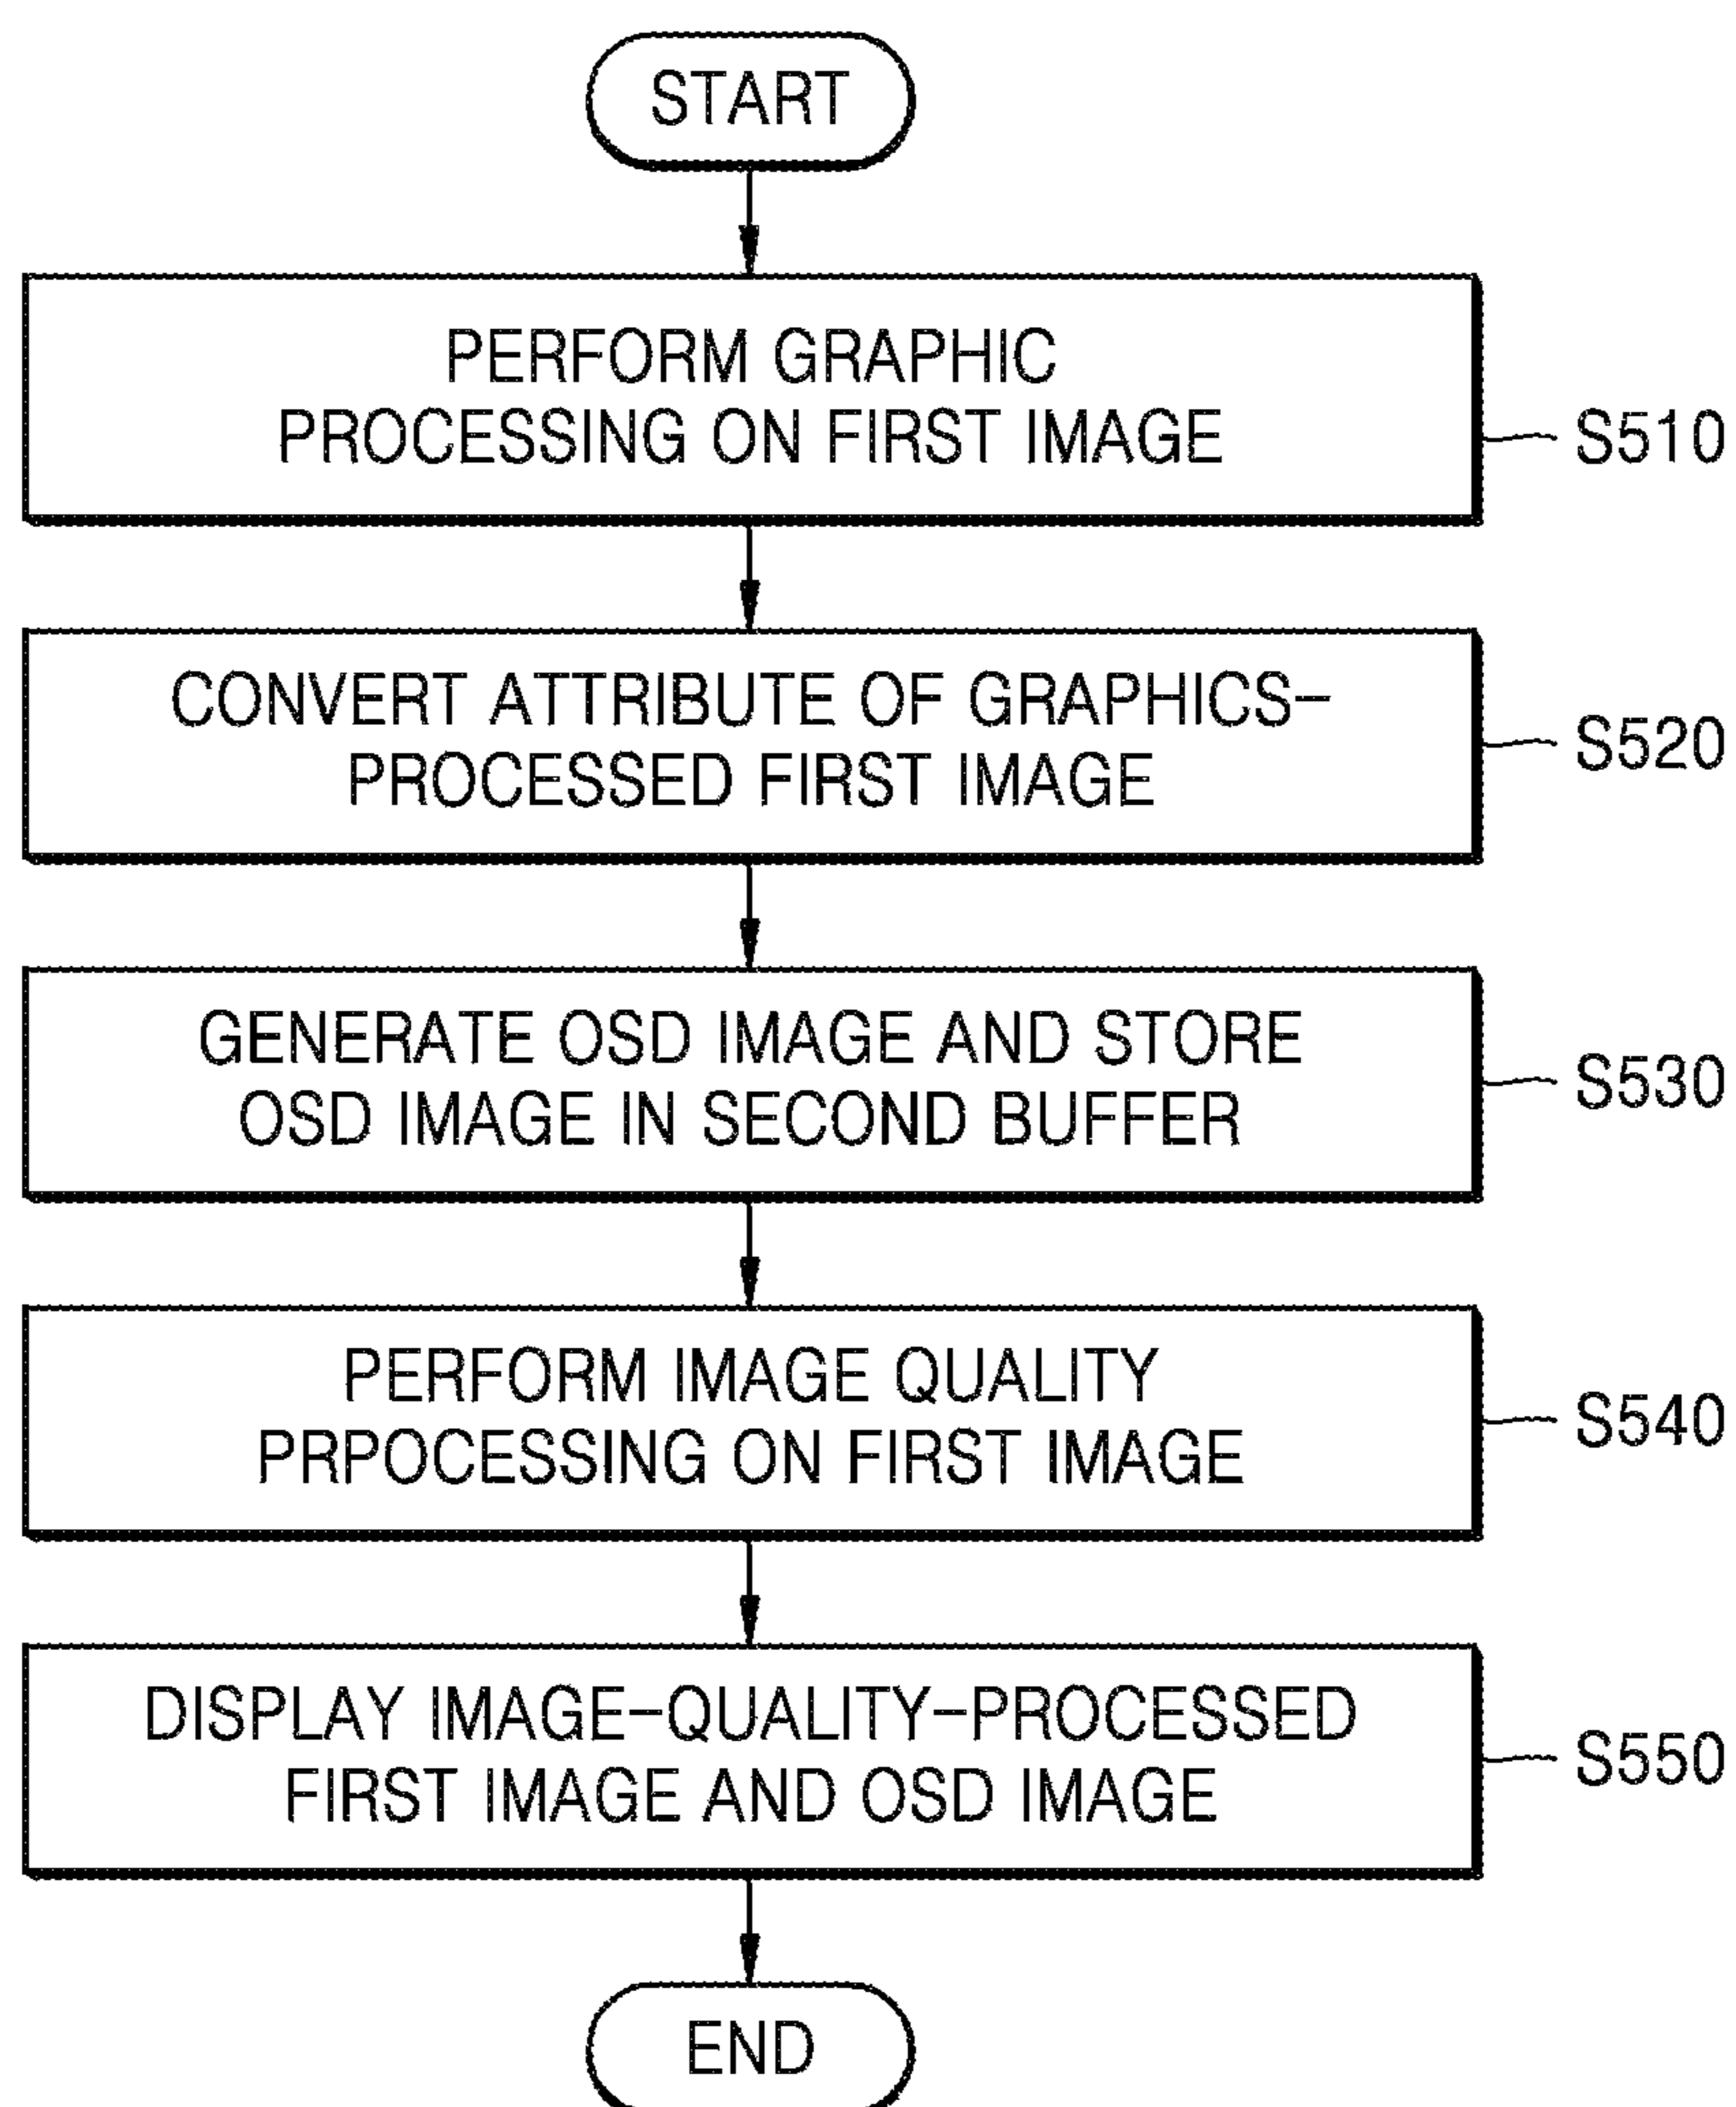 START
PERFORM GRAPHIC
PROCESSING ON FIRST IMAGE
S510
CONVERT ATTRIBUTE OF GRAPHICS-
PROCESSED FIRST IMAGE
S520
GENERATE OSD IMAGE AND STORE
OSD IMAGE IN SECOND BUFFER
S530
PERFORM IMAGE QUALITY
PRPOCESSING ON FIRST IMAGE
S540
DISPLAY IMAGE-QUALITY-PROCESSED
FIRST IMAGE AND OSD IMAGE
S550
END